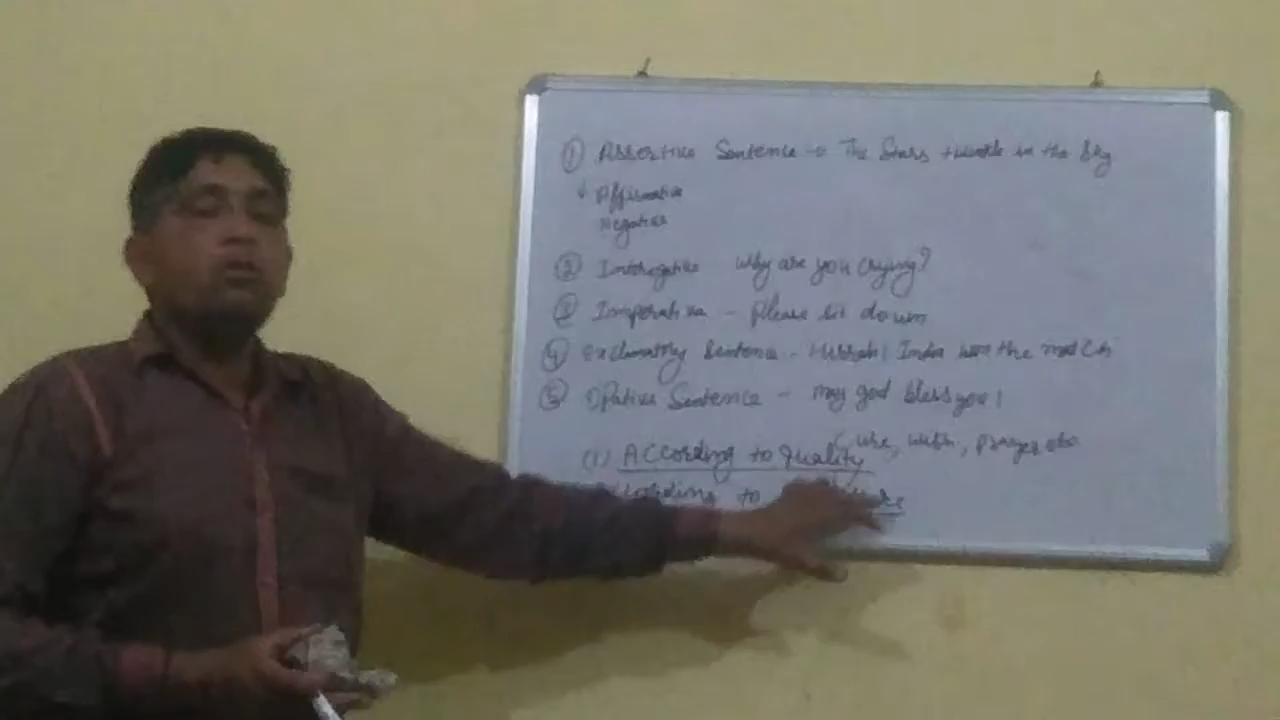 ① Assertive Sentence → The Stars twinkle in the Sky
↓ Affirmative
Negative
② Interogative Why are you crying?
③ Imperative - Please sit down
④ Exclamatory Sentence - Hurrah! India won the match
⑤ Optative Sentence - may god bless you!
wish, prayer etc
(1) According to Quality
According to